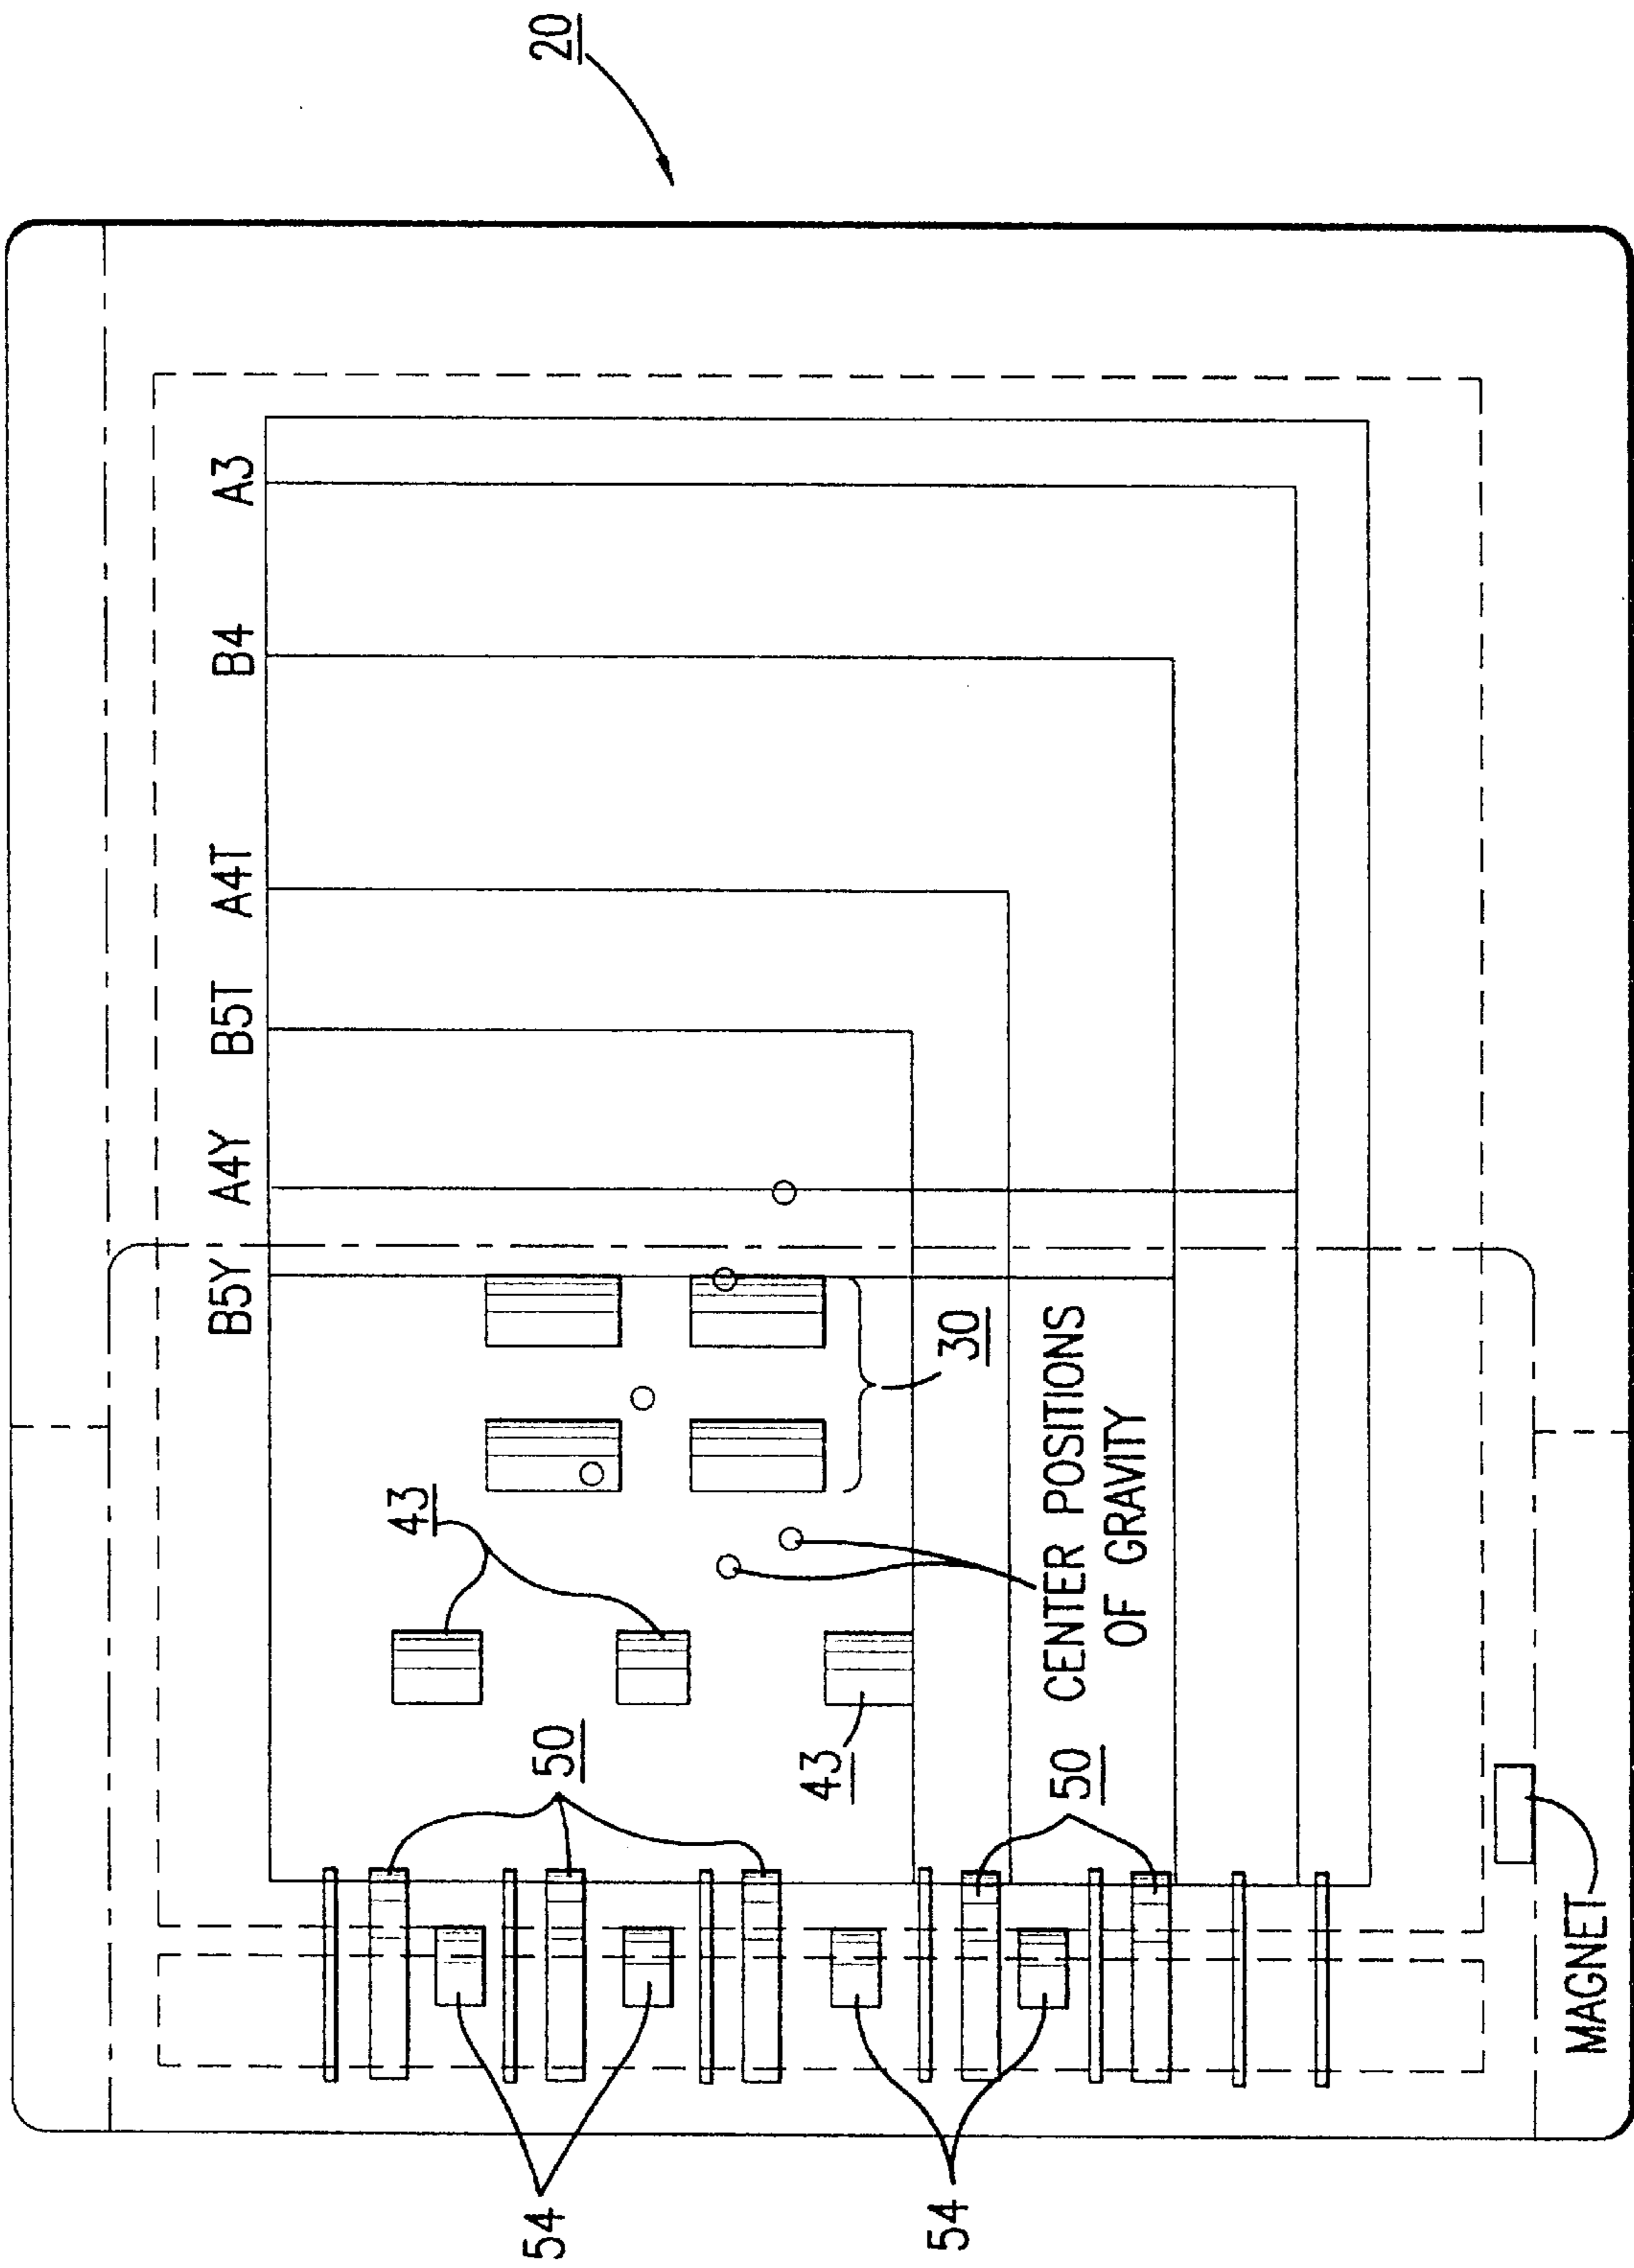 20
B5Y
A4Y
B5T
A4T
B4
A3
43
30
50
43
CENTER POSITIONS
OF GRAVITY
50
54
54
MAGNET